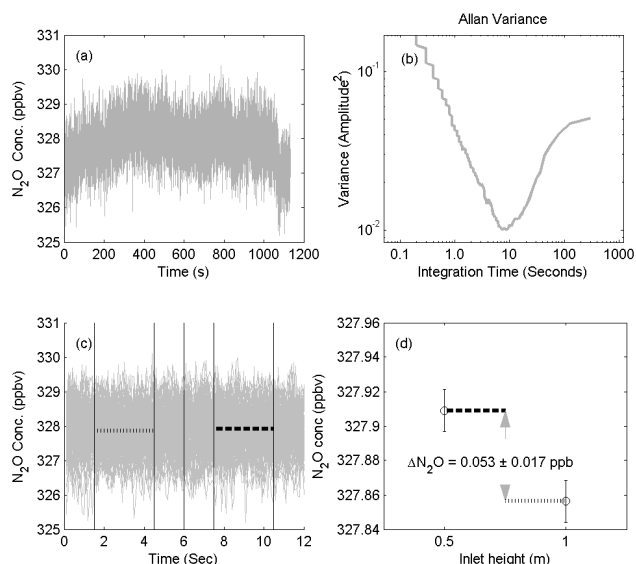 Allan Variance
(a)
331
330
329
328
327
326
325
N2O Conc. (ppbv)
0 200 400 600 800 1000 1200
Time (s)
(b)
10^-1
10^-2
Variance (Amplitude^2)
0.1 1.0 10 100 1000
Integration Time (Seconds)
(c)
331
330
329
328
327
326
325
N2O Conc. (ppbv)
0 2 4 6 8 10 12
Time (Sec)
(d)
327.96
327.94
327.92
327.9
327.88
327.86
327.84
N2O conc (ppbv)
ΔN2O = 0.053 ± 0.017 ppb
0.5 1
Inlet height (m)